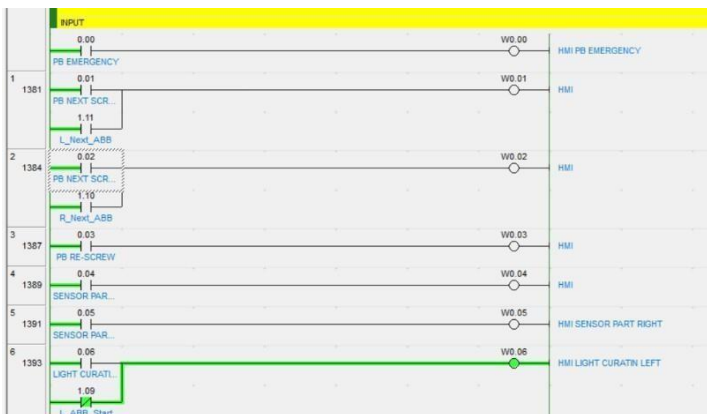 INPUT
0.00 W0.00
HMI PB EMERGENCY
PB EMERGENCY
1 0.01 W0.01
1381 HMI
PB NEXT SCR...
1.11
L_Next_ABB
2 0.02 W0.02
1384 HMI
PB NEXT SCR...
1.10
R_Next_ABB
3 0.03 W0.03
1387 HMI
PB RE-SCREW
4 0.04 W0.04
1389 HMI
SENSOR PAR...
5 0.05 W0.05
1391 HMI SENSOR PART RIGHT
SENSOR PAR...
6 0.06 W0.06
1393 HMI LIGHT CURATIN LEFT
LIGHT CURATI...
1.09
L_ABB_Start